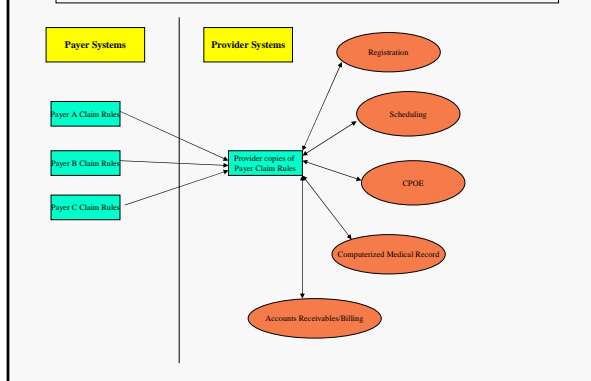 Payer Systems
Provider Systems
Registration
Payer A Claim Rules
Scheduling
Provider copies of
Payer Claim Rules
Payer B Claim Rules
CPOE
Payer C Claim Rules
Computerized Medical Record
Accounts Receivables/Billing